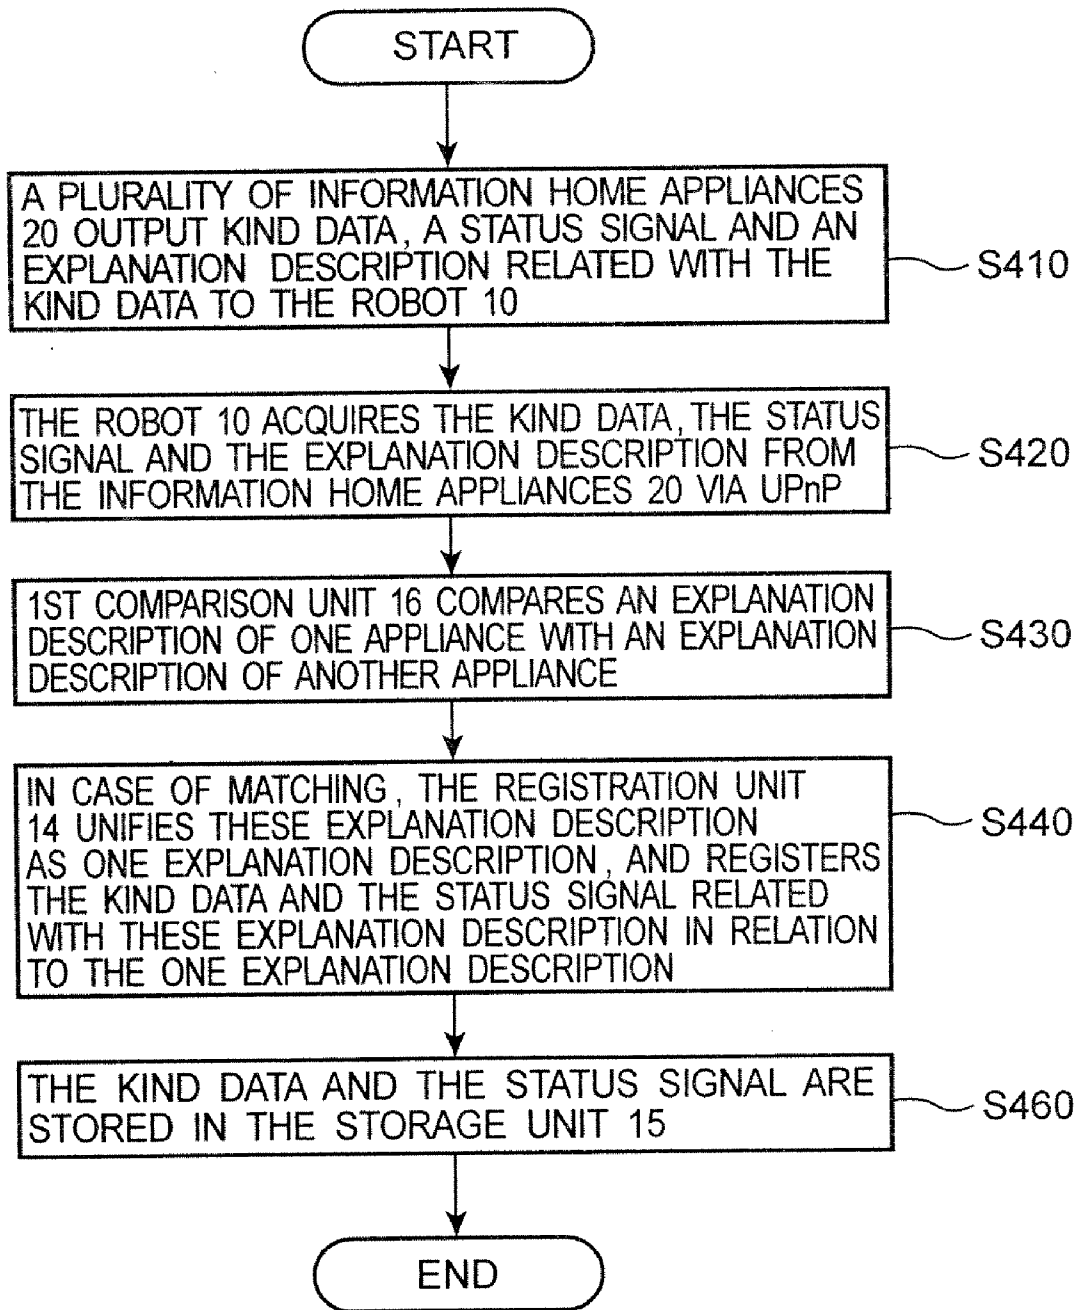 START
A PLURALITY OF INFORMATION HOME APPLIANCES
20 OUTPUT KIND DATA, A STATUS SIGNAL AND AN
EXPLANATION DESCRIPTION RELATED WITH THE
KIND DATA TO THE ROBOT 10
S410
THE ROBOT 10 ACQUIRES THE KIND DATA, THE STATUS
SIGNAL AND THE EXPLANATION DESCRIPTION FROM
THE INFORMATION HOME APPLIANCES 20 VIA UPnP
S420
1ST COMPARISON UNIT 16 COMPARES AN EXPLANATION
DESCRIPTION OF ONE APPLIANCE WITH AN EXPLANATION
DESCRIPTION OF ANOTHER APPLIANCE
S430
IN CASE OF MATCHING, THE REGISTRATION UNIT
14 UNIFIES THESE EXPLANATION DESCRIPTION
AS ONE EXPLANATION DESCRIPTION, AND REGISTERS
THE KIND DATA AND THE STATUS SIGNAL RELATED
WITH THESE EXPLANATION DESCRIPTION IN RELATION
TO THE ONE EXPLANATION DESCRIPTION
S440
THE KIND DATA AND THE STATUS SIGNAL ARE
STORED IN THE STORAGE UNIT 15
S460
END